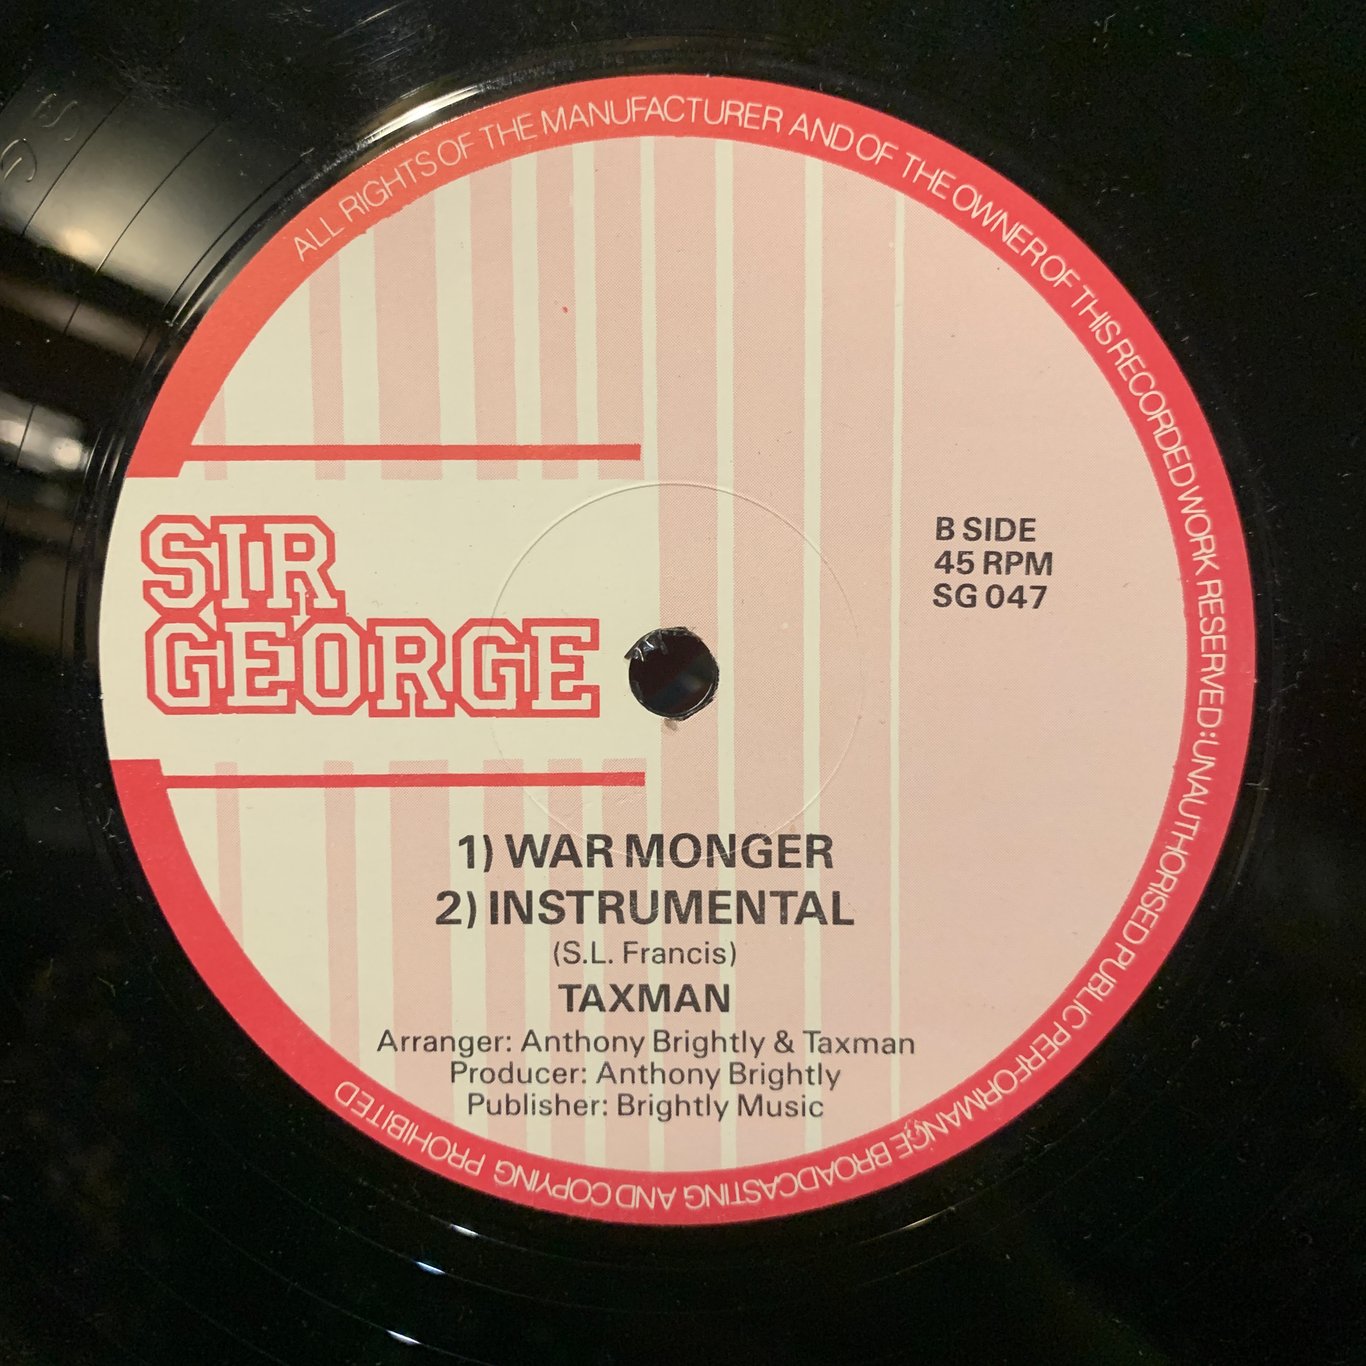 ALL RIGHTS OF THE MANUFACTURER AND OF THE OWNER OF THIS RECORDED WORK RESERVED: UNAUTHORISED PUBLIC PERFORMANCE BROADCASTING AND COPYING PROHIBITED
SIR
GEORGE
B SIDE
45 RPM
SG 047
1) WAR MONGER
2) INSTRUMENTAL
(S.L. Francis)
TAXMAN
Arranger: Anthony Brightly & Taxman
Producer: Anthony Brightly
Publisher: Brightly Music